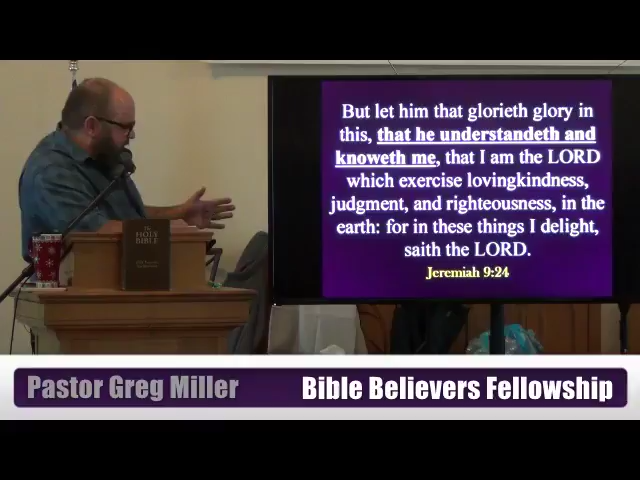 But let him that glorieth glory in
this, that he understandeth and
knoweth me, that I am the LORD
which exercise lovingkindness,
judgment, and righteousness, in the
earth: for in these things I delight,
saith the LORD.
Jeremiah 9:24
The
HOLY
BIBLE
Pastor Greg Miller
Bible Believers Fellowship